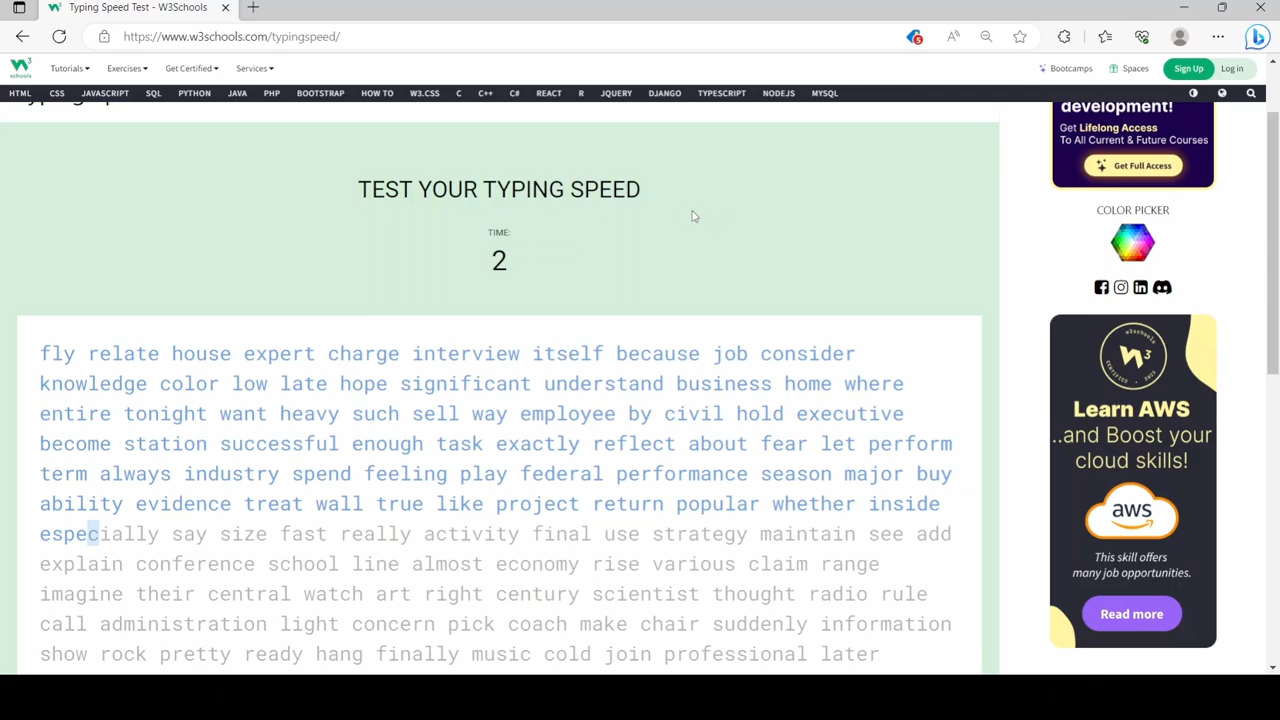 Typing Speed Test - W3Schools
https://www.w3schools.com/typingspeed/
W3 schools Tutorials Exercises Get Certified Services Bootcamps Spaces Sign Up Log in
HTML CSS JAVASCRIPT SQL PYTHON JAVA PHP BOOTSTRAP HOW TO W3.CSS C C++ C# REACT R JQUERY DJANGO TYPESCRIPT NODEJS MYSQL
TEST YOUR TYPING SPEED
TIME:
2
fly relate house expert charge interview itself because job consider
knowledge color low late hope significant understand business home where
entire tonight want heavy such sell way employee by civil hold executive
become station successful enough task exactly reflect about fear let perform
term always industry spend feeling play federal performance season major buy
ability evidence treat wall true like project return popular whether inside
especially say size fast really activity final use strategy maintain see add
explain conference school line almost economy rise various claim range
imagine their central watch art right century scientist thought radio rule
call administration light concern pick coach make chair suddenly information
show rock pretty ready hang finally music cold join professional later
development!
Get Lifelong Access
To All Current & Future Courses
Get Full Access
COLOR PICKER
W3
Learn AWS
..and Boost your
cloud skills!
aws
This skill offers
many job opportunities.
Read more